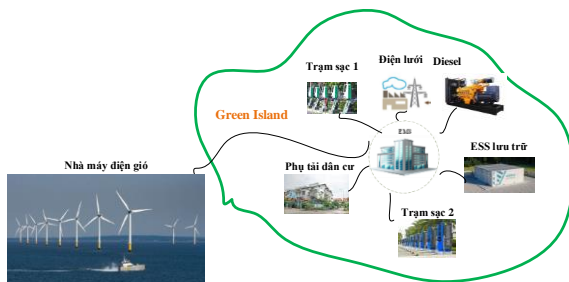 Điện lưới
Diesel
Trạm sạc 1
Green Island
EMS
ESS lưu trữ
Nhà máy điện gió
Phụ tải dân cư
Trạm sạc 2